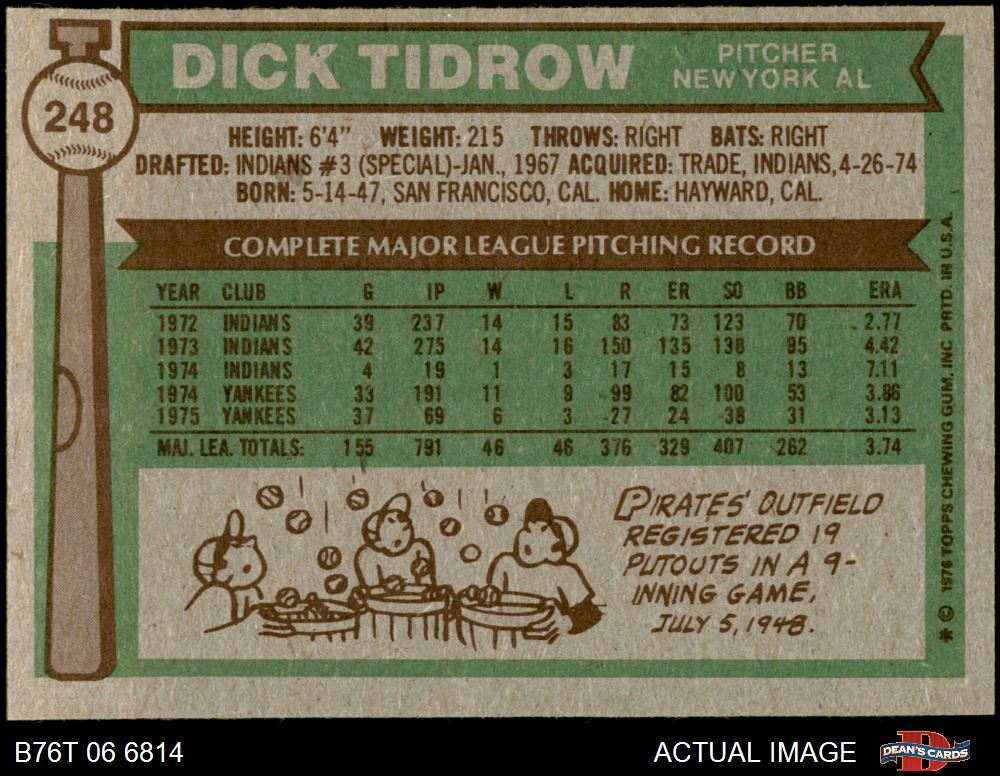 DICK TIDROW
PITCHER
NEW YORK AL
248
HEIGHT: 6'4" WEIGHT: 215 THROWS: RIGHT BATS: RIGHT
DRAFTED: INDIANS #3 (SPECIAL)-JAN., 1967 ACQUIRED: TRADE, INDIANS, 4-26-74
BORN: 5-14-47, SAN FRANCISCO, CAL. HOME: HAYWARD, CAL.
COMPLETE MAJOR LEAGUE PITCHING RECORD
YEAR CLUB G IP W L R ER SO BB ERA
1972 INDIANS 39 237 14 15 83 73 123 70 2.77
1973 INDIANS 42 275 14 16 150 135 138 95 4.42
1974 INDIANS 4 19 1 3 17 15 8 13 7.11
1974 YANKEES 33 191 11 9 99 82 100 53 3.86
1975 YANKEES 37 69 6 3 27 24 38 31 3.13
MAJ. LEA. TOTALS: 155 791 46 46 376 329 407 262 3.74
PIRATES' OUTFIELD
REGISTERED 19
PUTOUTS IN A 9-
INNING GAME,
JULY 5, 1948.
* © 1976 TOPPS CHEWING GUM, INC. PRTD. IN U.S.A.
B76T 06 6814
ACTUAL IMAGE
D
DEAN'S CARDS